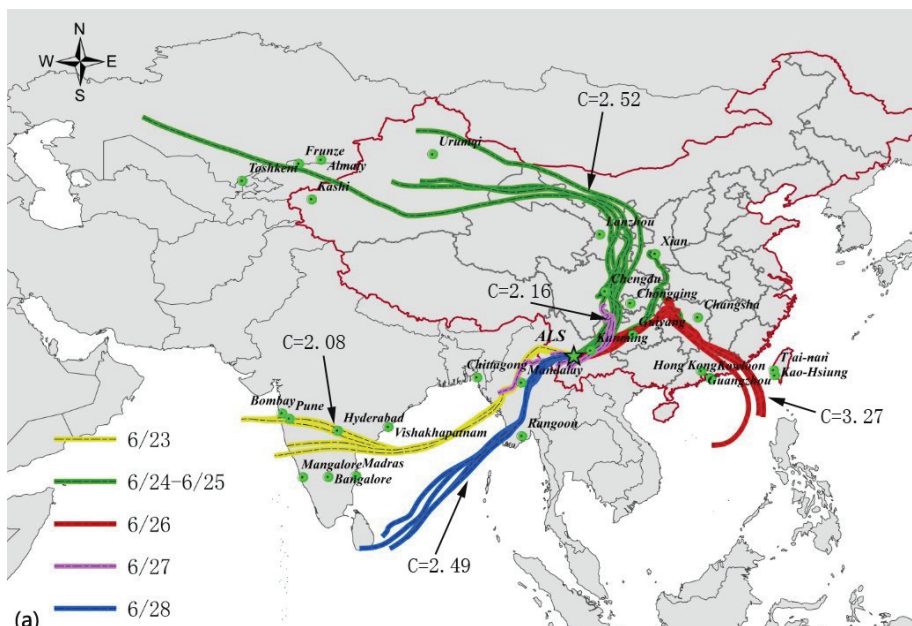 N
W E
S
C=2.52
Frunze
Urumqi
Almaty
Toshkent
Kashi
Lanzhou
Xian
C=2.16
Chengdu
Chongqing
Changsha
ALS
Guiyang
Kunming
C=2.08
Chittagong
Mandalay
Hong Kong
Kowloon
T'ai-nan
Guangzhou
Kao-Hsiung
Bombay
Pune
Hyderabad
Vishakhapatnam
Rangoon
C=3.27
6/23
Mangalore
Madras
Bangalore
6/24-6/25
6/26
C=2.49
6/27
6/28
(a)